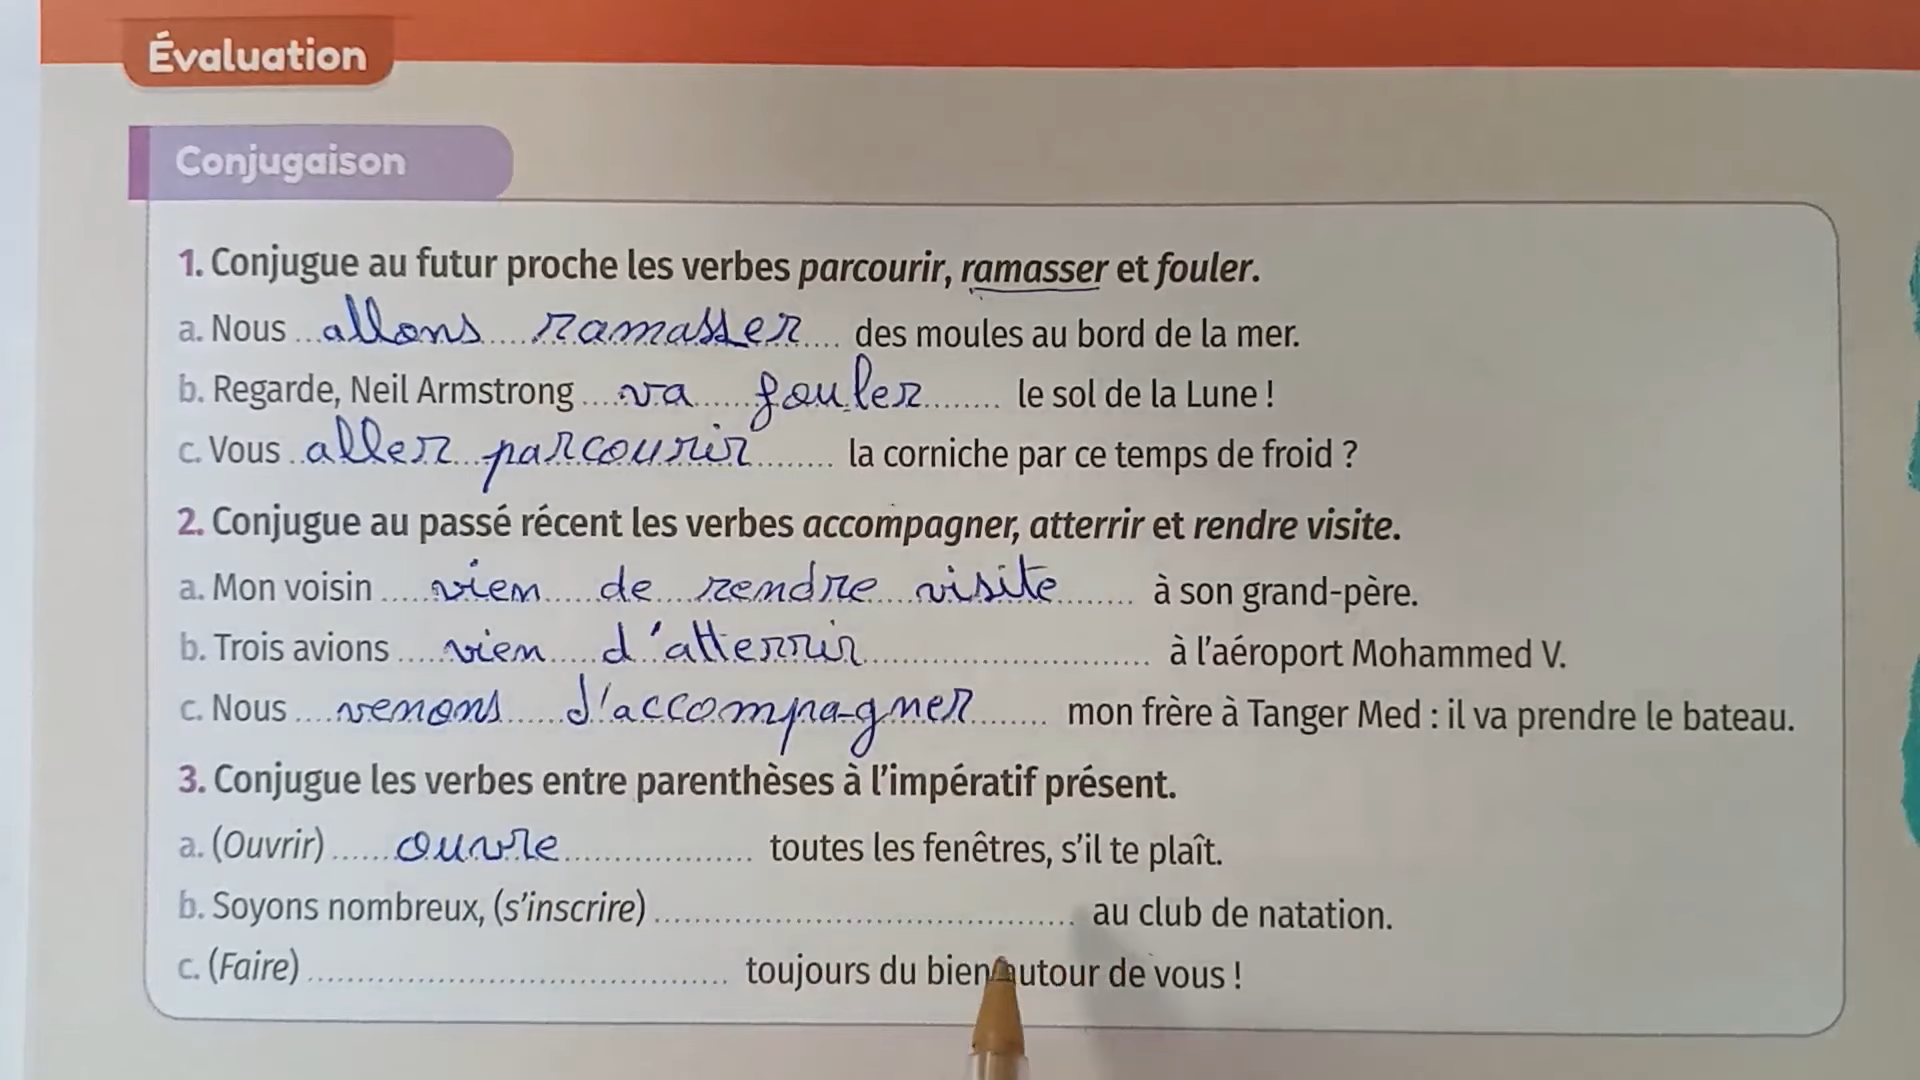 Évaluation
Conjugaison
1. Conjugue au futur proche les verbes parcourir, ramasser et fouler.
a. Nous ...allons.....ramasser.... des moules au bord de la mer.
b. Regarde, Neil Armstrong ....va......fouler........ le sol de la Lune !
c. Vous ..aller...parcourir........ la corniche par ce temps de froid ?
2. Conjugue au passé récent les verbes accompagner, atterrir et rendre visite.
a. Mon voisin .....vien.....de....rendre....visite........ à son grand-père.
b. Trois avions .....vien.....d'atterrir.............................. à l'aéroport Mohammed V.
c. Nous ....venons......d'accompagner........ mon frère à Tanger Med : il va prendre le bateau.
3. Conjugue les verbes entre parenthèses à l'impératif présent.
a. (Ouvrir) ......ouvre.................... toutes les fenêtres, s'il te plaît.
b. Soyons nombreux, (s'inscrire) ............................................. au club de natation.
c. (Faire) ............................................. toujours du bien autour de vous !